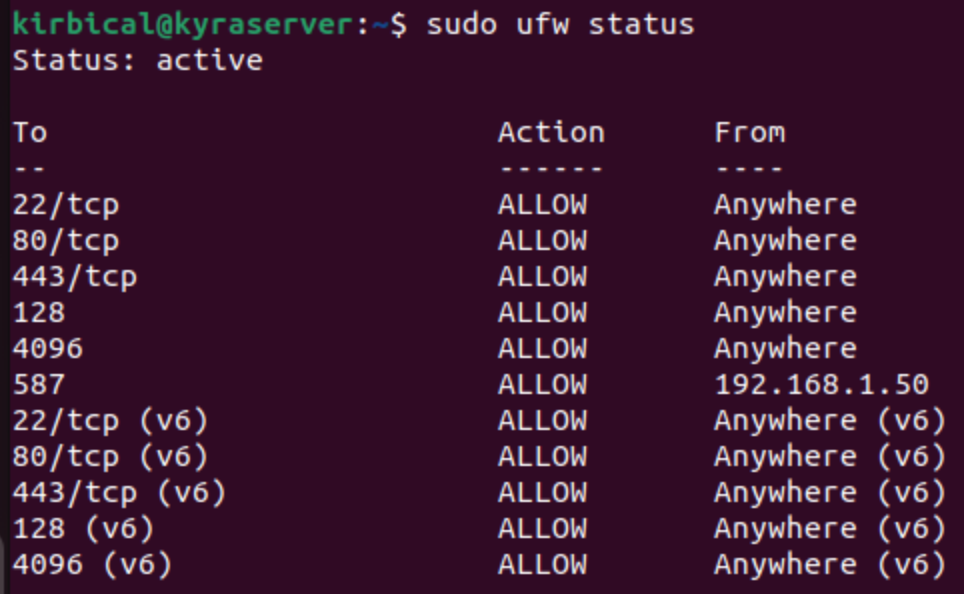 kirbical@kyraserver:~$ sudo ufw status
Status: active

To                         Action      From
--                         ------      ----
22/tcp                     ALLOW       Anywhere
80/tcp                     ALLOW       Anywhere
443/tcp                    ALLOW       Anywhere
128                        ALLOW       Anywhere
4096                       ALLOW       Anywhere
587                        ALLOW       192.168.1.50
22/tcp (v6)                ALLOW       Anywhere (v6)
80/tcp (v6)                ALLOW       Anywhere (v6)
443/tcp (v6)               ALLOW       Anywhere (v6)
128 (v6)                   ALLOW       Anywhere (v6)
4096 (v6)                  ALLOW       Anywhere (v6)